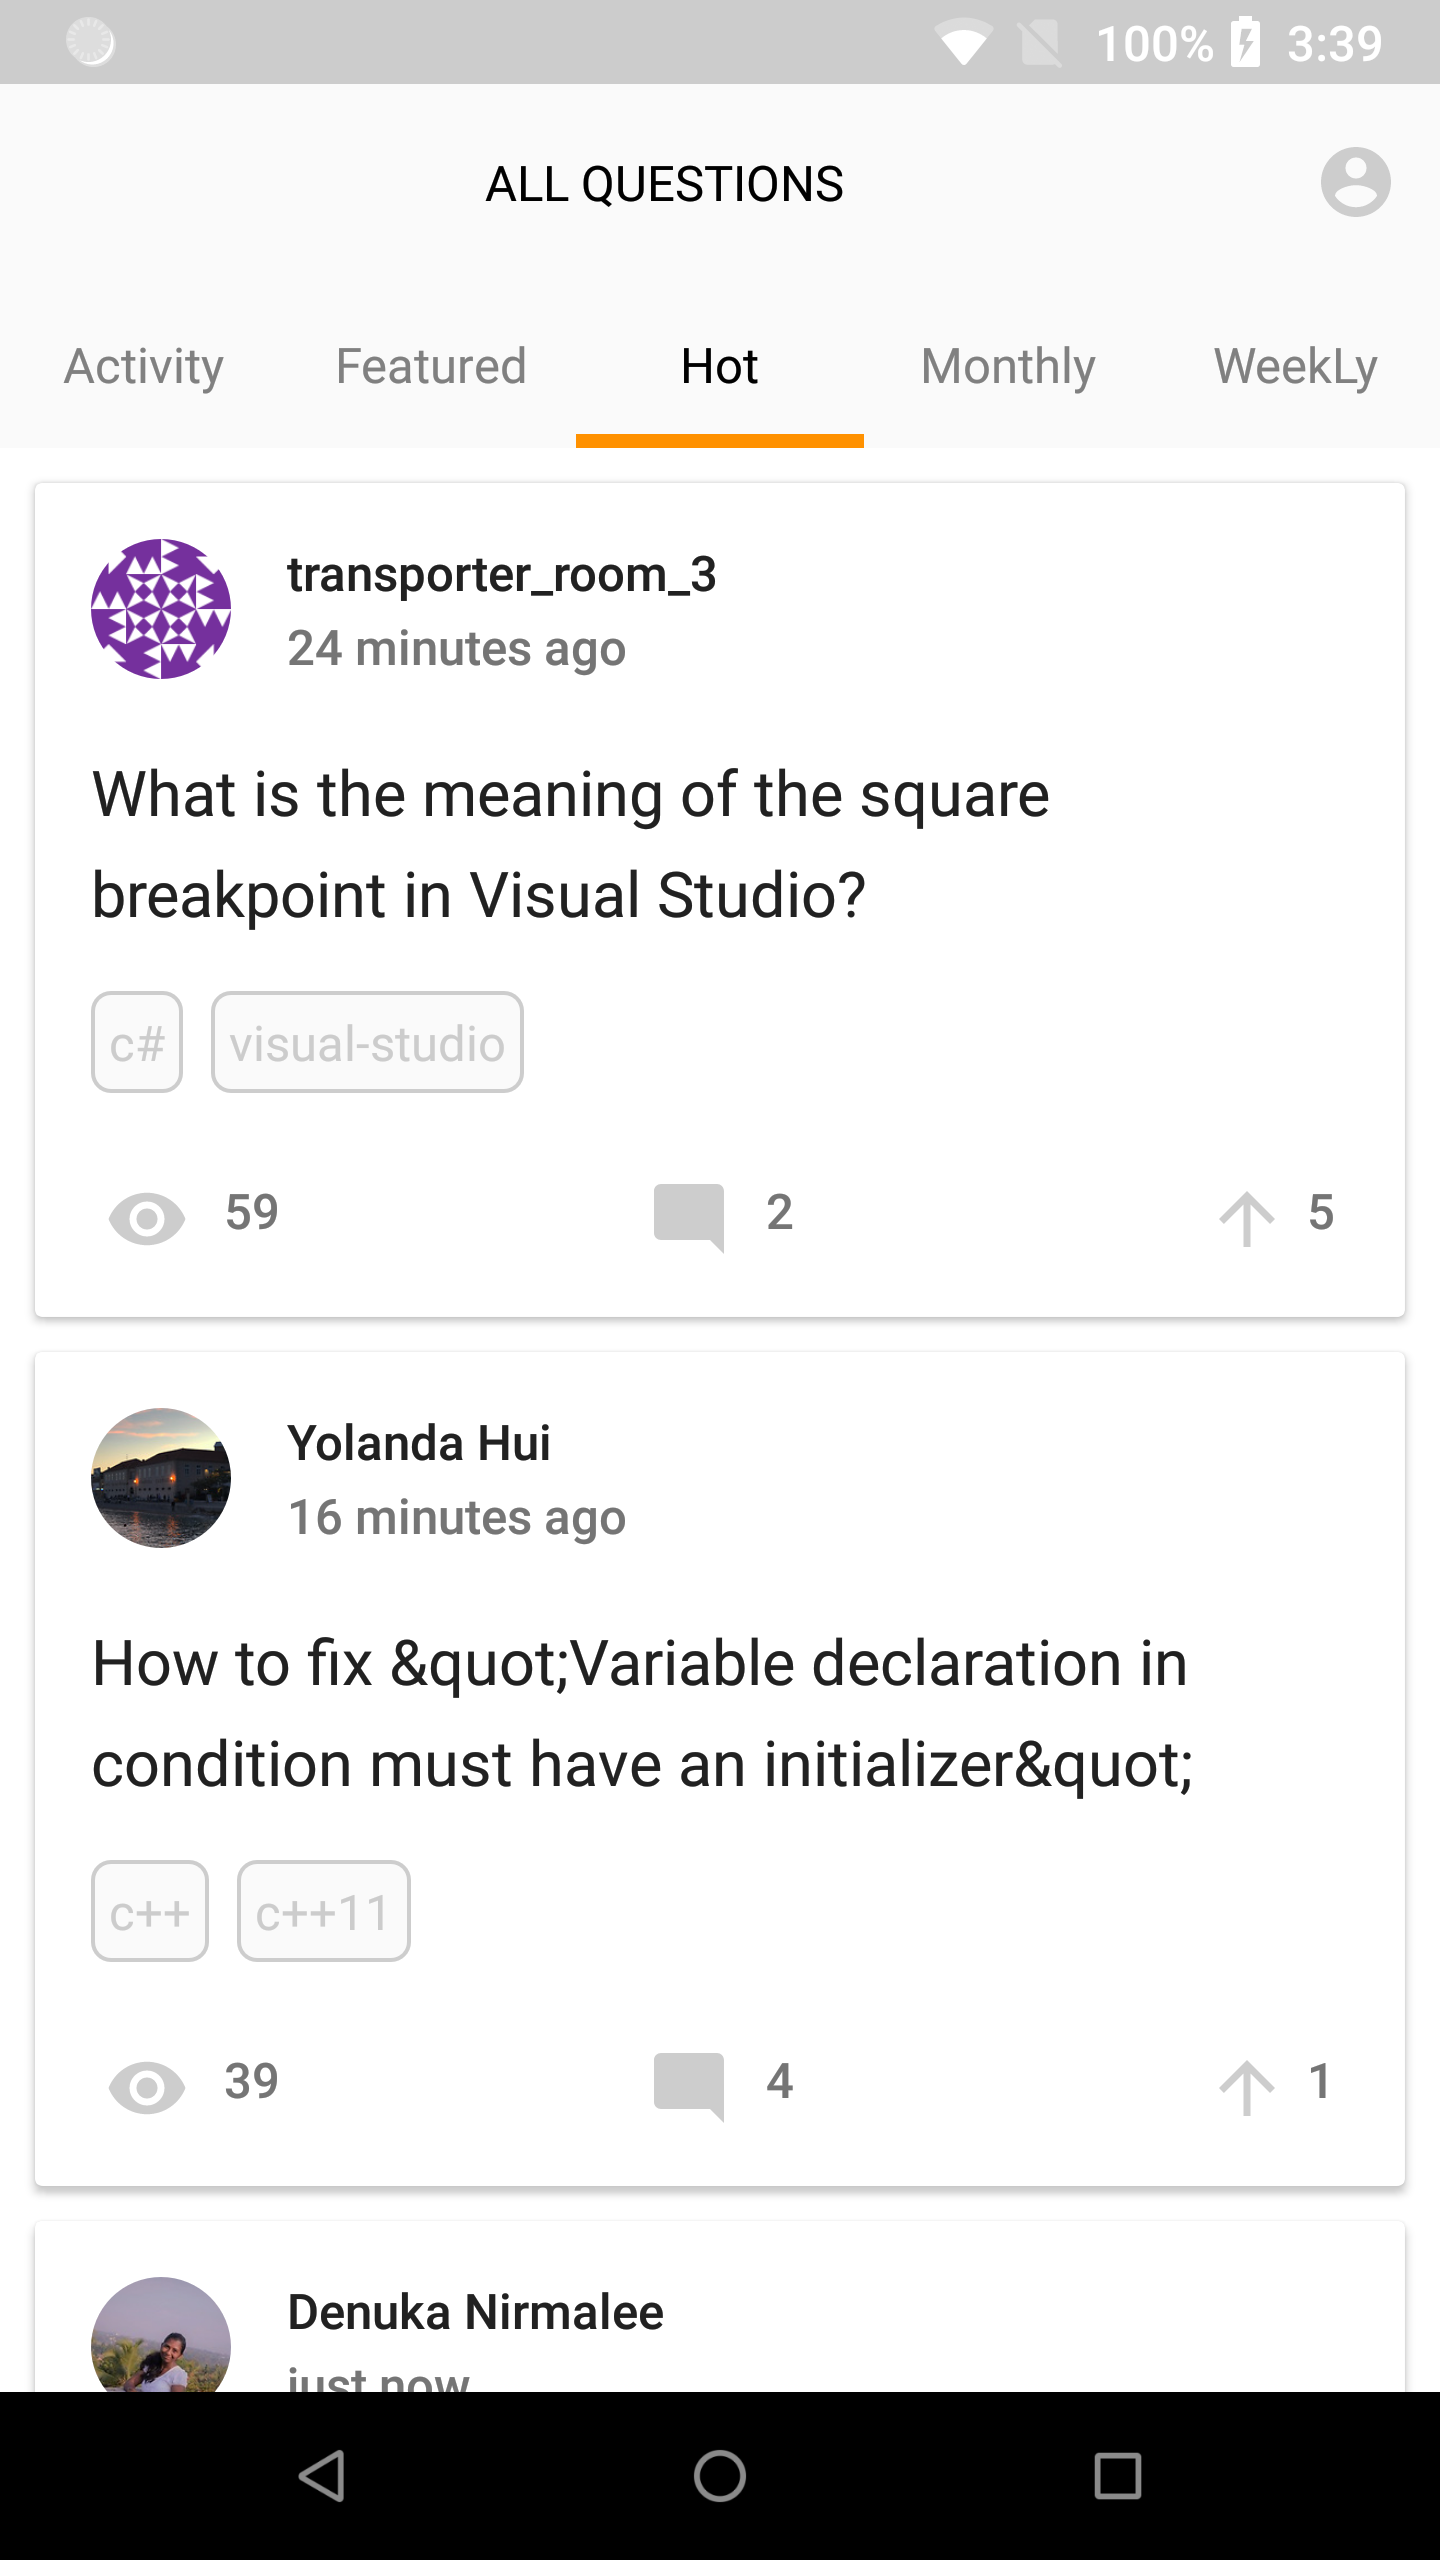 100% 3:39
ALL QUESTIONS
Activity Featured Hot Monthly WeekLy
transporter_room_3
24 minutes ago
What is the meaning of the square
breakpoint in Visual Studio?
c# visual-studio
59 2 5
Yolanda Hui
16 minutes ago
How to fix &quot;Variable declaration in
condition must have an initializer&quot;
c++ c++11
39 4 1
Denuka Nirmalee
just now